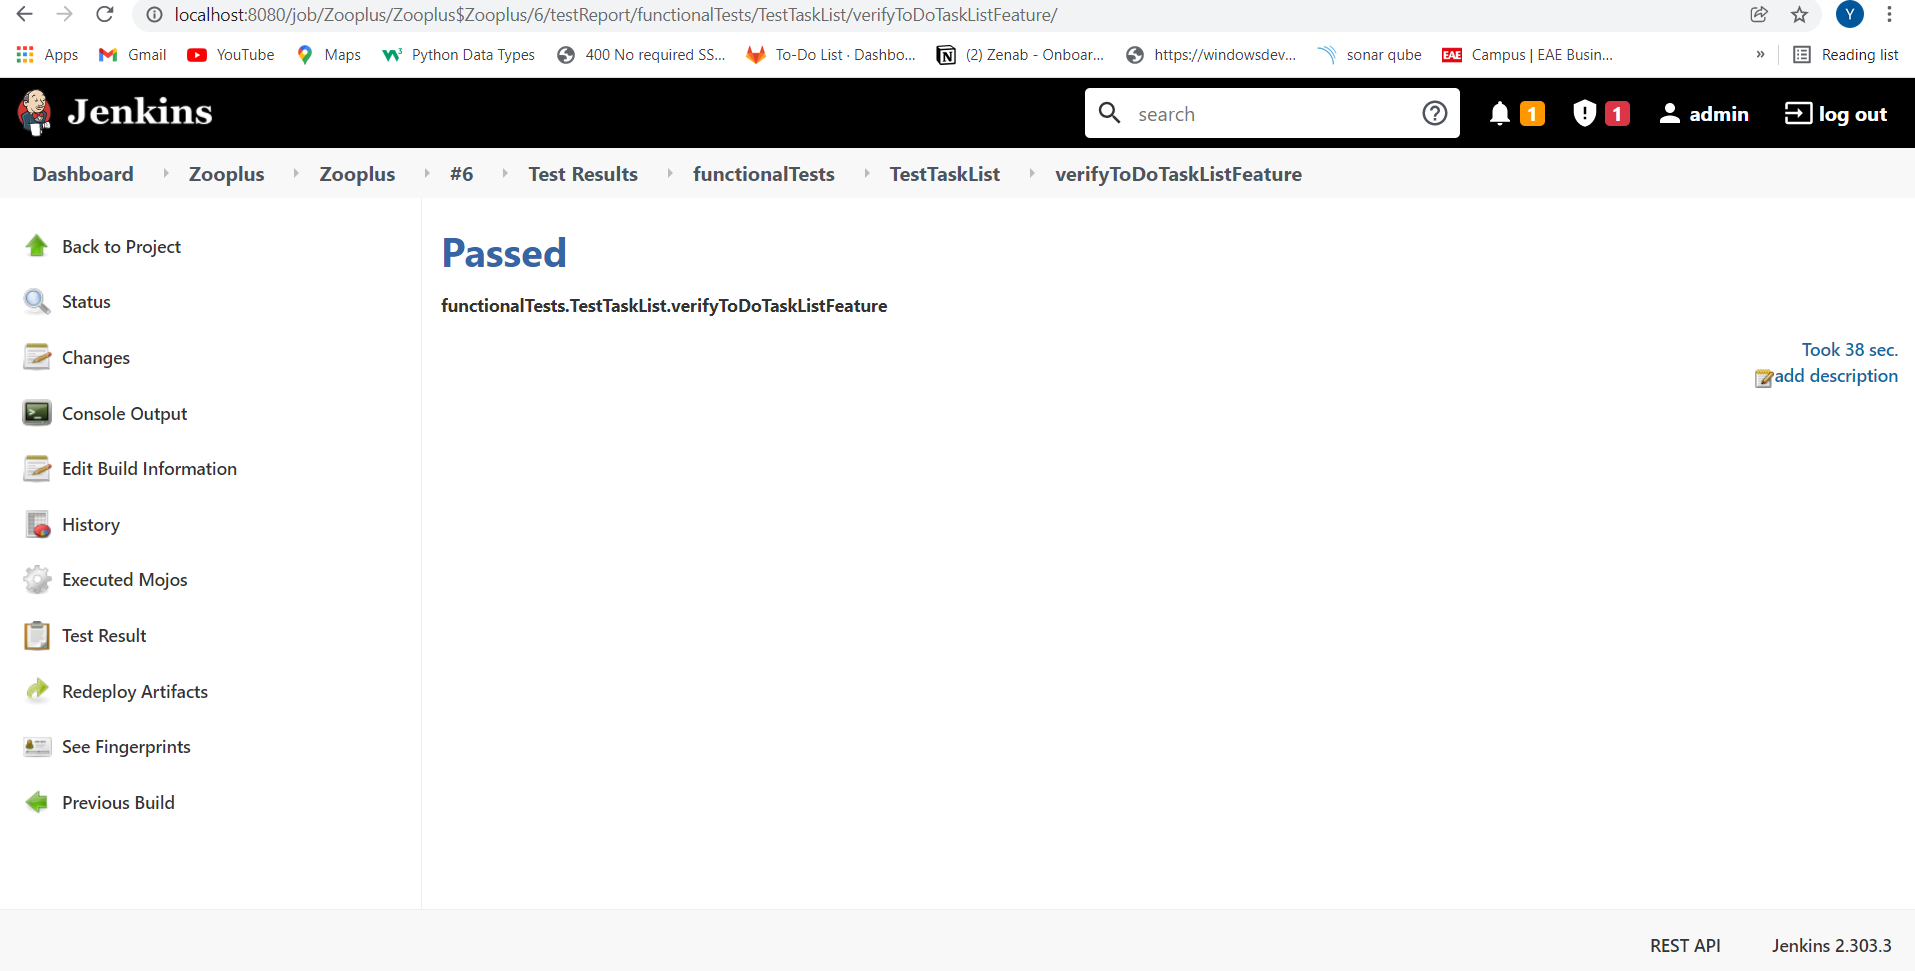 localhost:8080/job/Zooplus/Zooplus$Zooplus/6/testReport/functionalTests/TestTaskList/verifyToDoTaskListFeature/
Y
Apps Gmail YouTube Maps Python Data Types 400 No required SS... To-Do List · Dashbo... (2) Zenab - Onboar... https://windowsdev... sonar qube EAE Campus | EAE Busin... » Reading list
Jenkins search 1 1 admin log out
Dashboard Zooplus Zooplus #6 Test Results functionalTests TestTaskList verifyToDoTaskListFeature
Back to Project
Status
Changes
Console Output
Edit Build Information
History
Executed Mojos
Test Result
Redeploy Artifacts
See Fingerprints
Previous Build
Passed
functionalTests.TestTaskList.verifyToDoTaskListFeature
Took 38 sec.
add description
REST API Jenkins 2.303.3